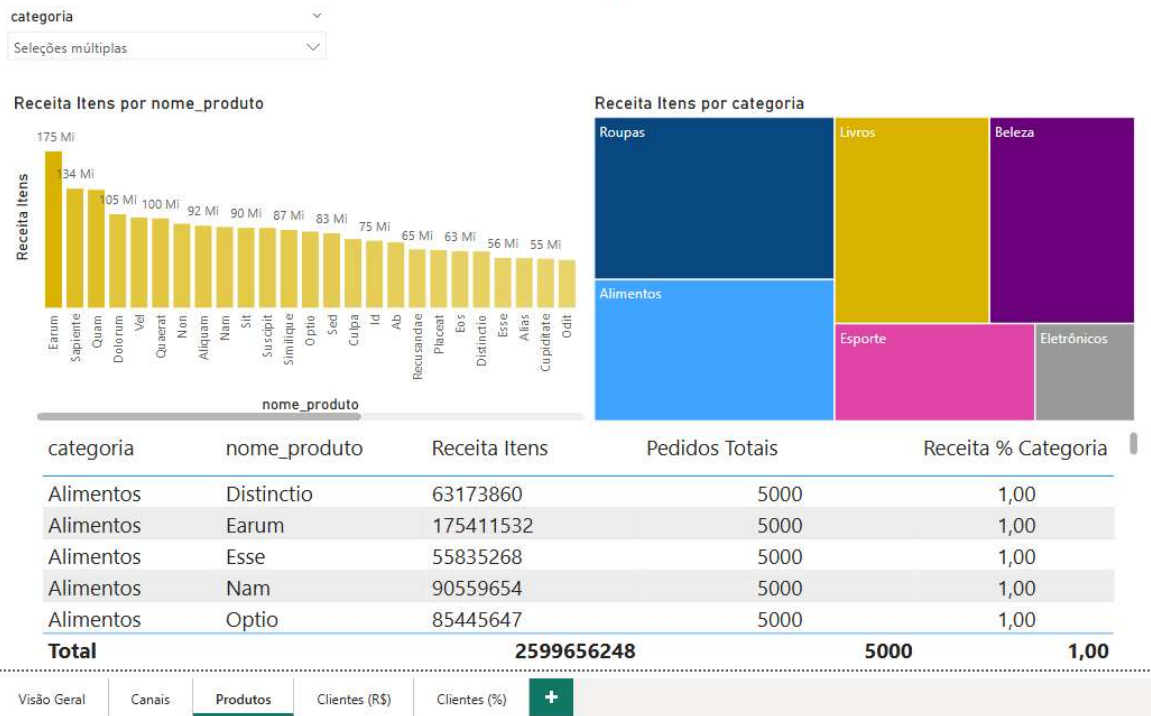 categoria
Seleções múltiplas
Receita Itens por nome_produto
Receita Itens
175 Mi
134 Mi
105 Mi
100 Mi
92 Mi
90 Mi
87 Mi
83 Mi
75 Mi
65 Mi
63 Mi
56 Mi
55 Mi
Earum
Sapiente
Quam
Dolorum
Vel
Quaerat
Non
Aliquam
Nam
Sit
Suscipit
Similique
Optio
Sed
Culpa
Id
Ab
Recusandae
Placeat
Eos
Distinctio
Esse
Alias
Cupiditate
Odit
nome_produto
Receita Itens por categoria
Roupas
Livros
Beleza
Alimentos
Esporte
Eletrônicos
categoria nome_produto Receita Itens Pedidos Totais Receita % Categoria
Alimentos Distinctio 63173860 5000 1,00
Alimentos Earum 175411532 5000 1,00
Alimentos Esse 55835268 5000 1,00
Alimentos Nam 90559654 5000 1,00
Alimentos Optio 85445647 5000 1,00
Total 2599656248 5000 1,00
Visão Geral Canais Produtos Clientes (R$) Clientes (%) +